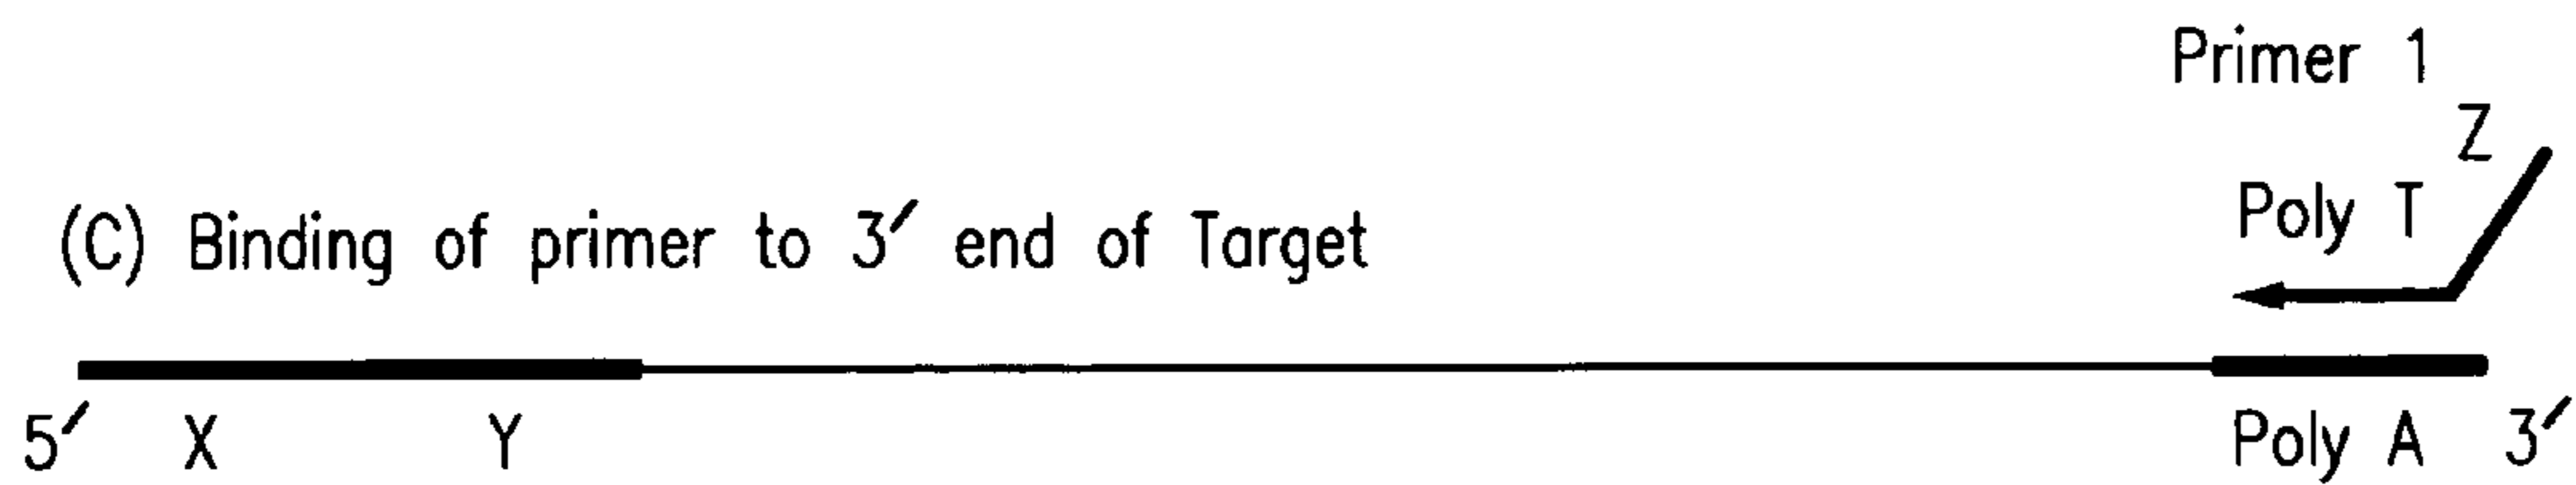 Primer 1
Z
Poly T
(C) Binding of primer to 3′ end of Target
5′ X Y Poly A 3′